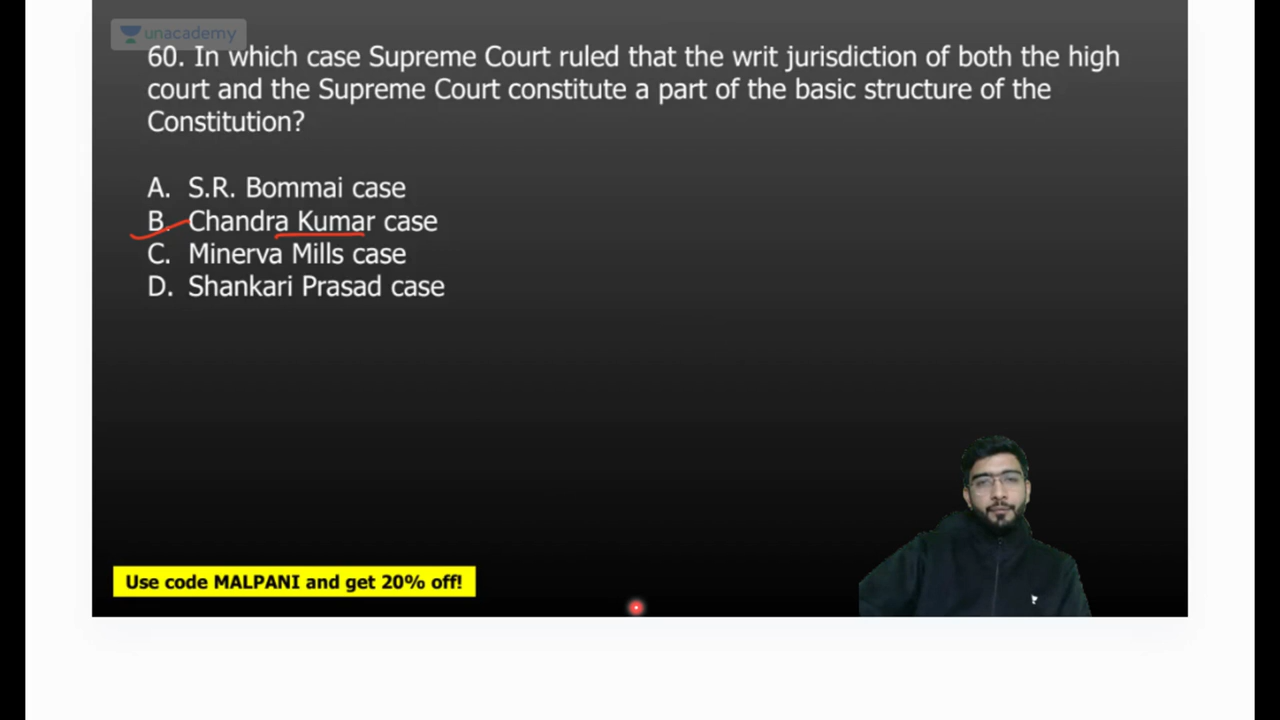 unacademy
60. In which case Supreme Court ruled that the writ jurisdiction of both the high
court and the Supreme Court constitute a part of the basic structure of the
Constitution?
A. S.R. Bommai case
B. Chandra Kumar case
C. Minerva Mills case
D. Shankari Prasad case
Use code MALPANI and get 20% off!